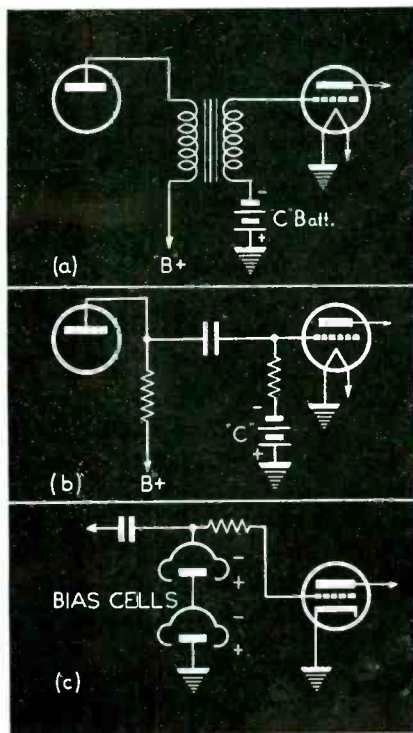 -
"C" Batt.
+
"B"+
(a)
-
"C"
+
B+
(b)
-
+
BIAS CELLS
-
+
(c)